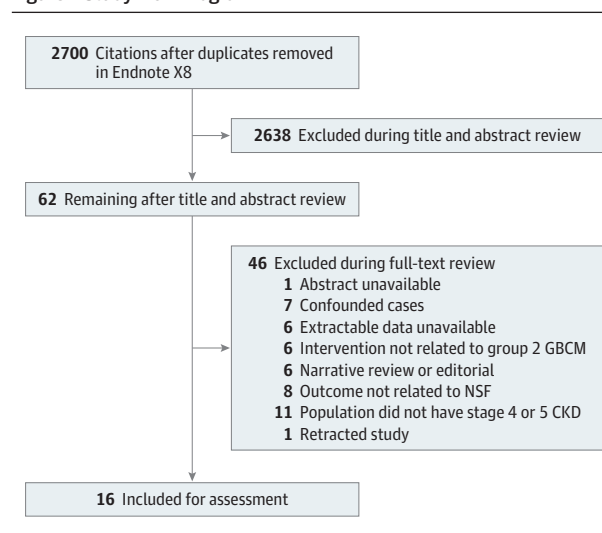 2700 Citations after duplicates removed
in Endnote X8
2638 Excluded during title and abstract review
62 Remaining after title and abstract review
46 Excluded during full-text review
1 Abstract unavailable
7 Confounded cases
6 Extractable data unavailable
6 Intervention not related to group 2 GBCM
6 Narrative review or editorial
8 Outcome not related to NSF
11 Population did not have stage 4 or 5 CKD
1 Retracted study
16 Included for assessment